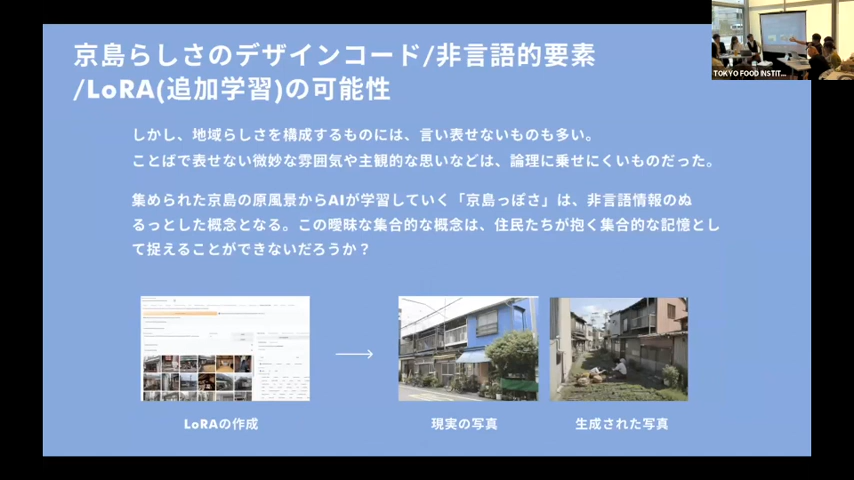 京島らしさのデザインコード/非言語的要素
/LoRA(追加学習)の可能性
しかし、地域らしさを構成するものには、言い表せないものも多い。
ことばで表せない微妙な雰囲気や主観的な思いなどは、論理に乗せにくいものだった。
集められた京島の原風景からAIが学習していく「京島っぽさ」は、非言語情報のぬ
るっとした概念となる。この曖昧な集合的な概念は、住民たちが抱く集合的な記憶とし
て捉えることができないだろうか?
LoRAの作成
現実の写真
生成された写真
TOKYO FOOD INSTIT...